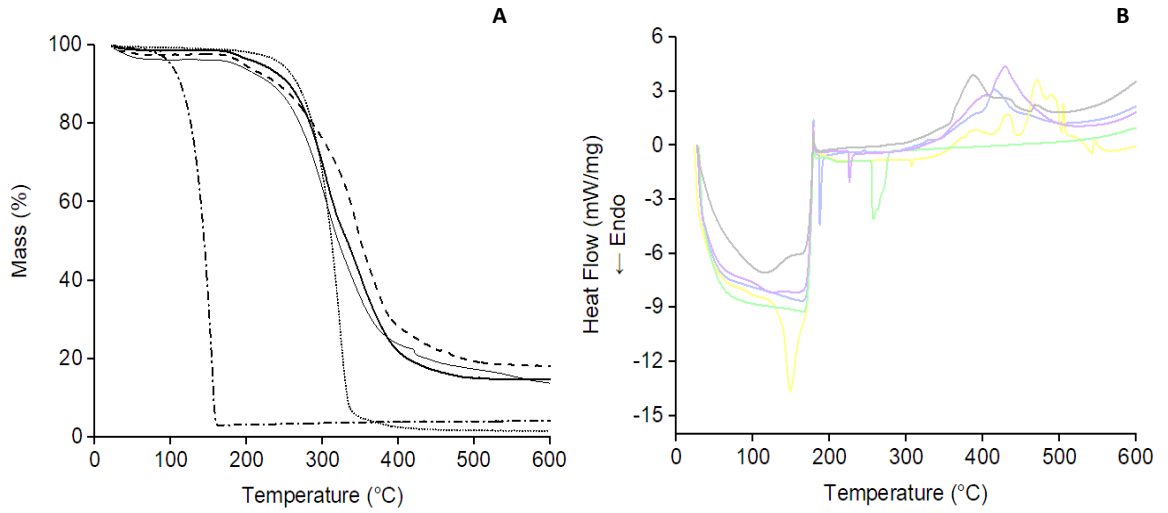 A
100
80
60
40
20
0
0 100 200 300 400 500 600
Mass (%)
Temperature (°C)
B
6
3
0
-3
-6
-9
-12
-15
0 100 200 300 400 500 600
Heat Flow (mW/mg)
← Endo
Temperature (°C)